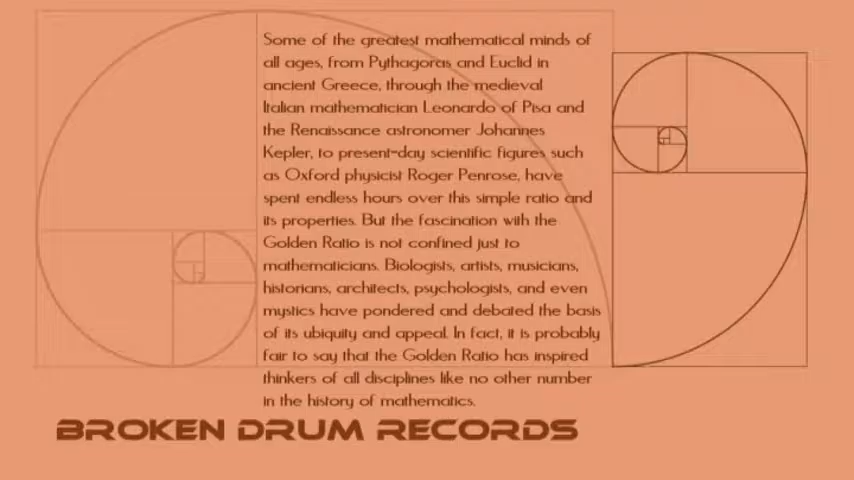 Some of the greatest mathematical minds of
all ages, from Pythagoras and Euclid in
ancient Greece, through the medieval
Italian mathematician Leonardo of Pisa and
the Renaissance astronomer Johannes
Kepler, to present-day scientific figures such
as Oxford physicist Roger Penrose, have
spent endless hours over this simple ratio and
its properties. But the fascination with the
Golden Ratio is not confined just to
mathematicians. Biologists, artists, musicians,
historians, architects, psychologists, and even
mystics have pondered and debated the basis
of its ubiquity and appeal. In fact, it is probably
fair to say that the Golden Ratio has inspired
thinkers of all disciplines like no other number
in the history of mathematics.
BROKEN DRUM RECORDS